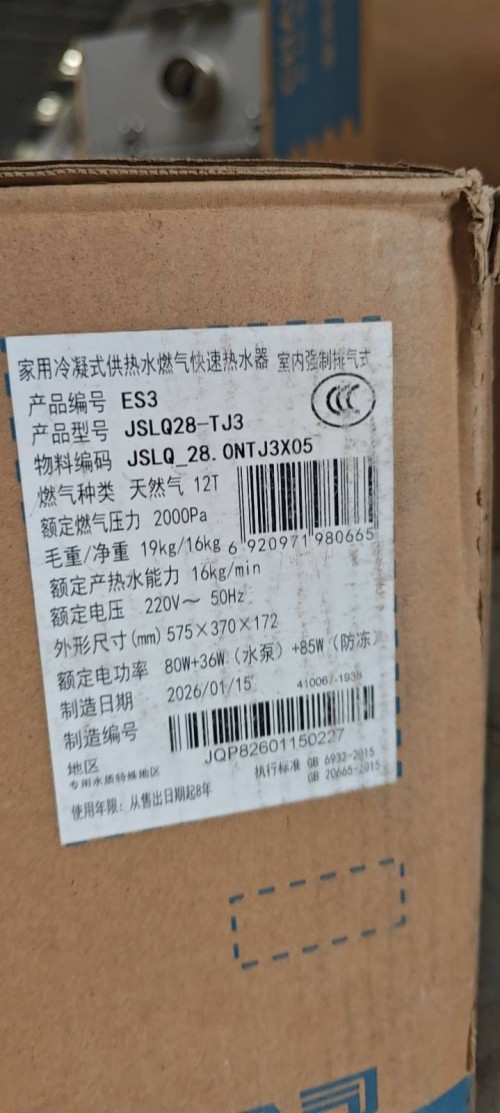 家用冷凝式供热水燃气快速热水器 室内强制排气式
产品编号 ES3
产品型号 JSLQ28-TJ3
物料编码 JSLQ_28.0NTJ3X05
燃气种类 天然气 12T
额定燃气压力 2000Pa
毛重/净重 19kg/16kg
6 920971 980665
额定产热水能力 16kg/min
额定电压 220V～ 50Hz
外形尺寸(mm) 575×370×172
额定电功率 80W+36W（水泵）+85W（防冻）
制造日期 2026/01/15
410067-1938
制造编号
JQP82601150227
地区
专用水质特殊地区
执行标准 GB 6932-2015
GB 20665-2015
使用年限：从售出日期起8年